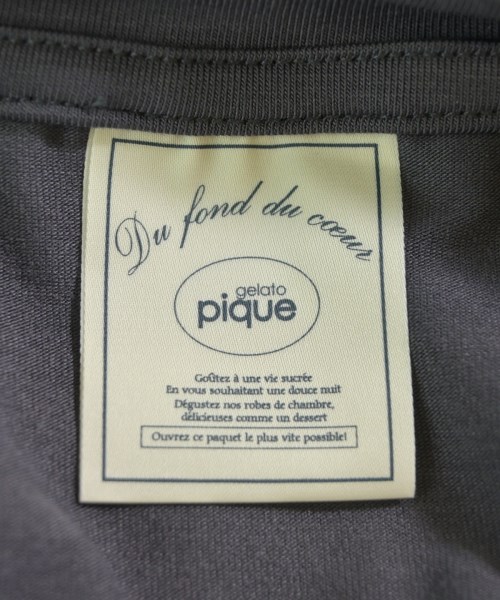 Du fond du cœur
gelato
pique
Goûtez à une vie sucrée
En vous souhaitant une douce nuit
Dégustez nos robes de chambre,
délicieuses comme un dessert
Ouvrez ce paquet le plus vite possible!